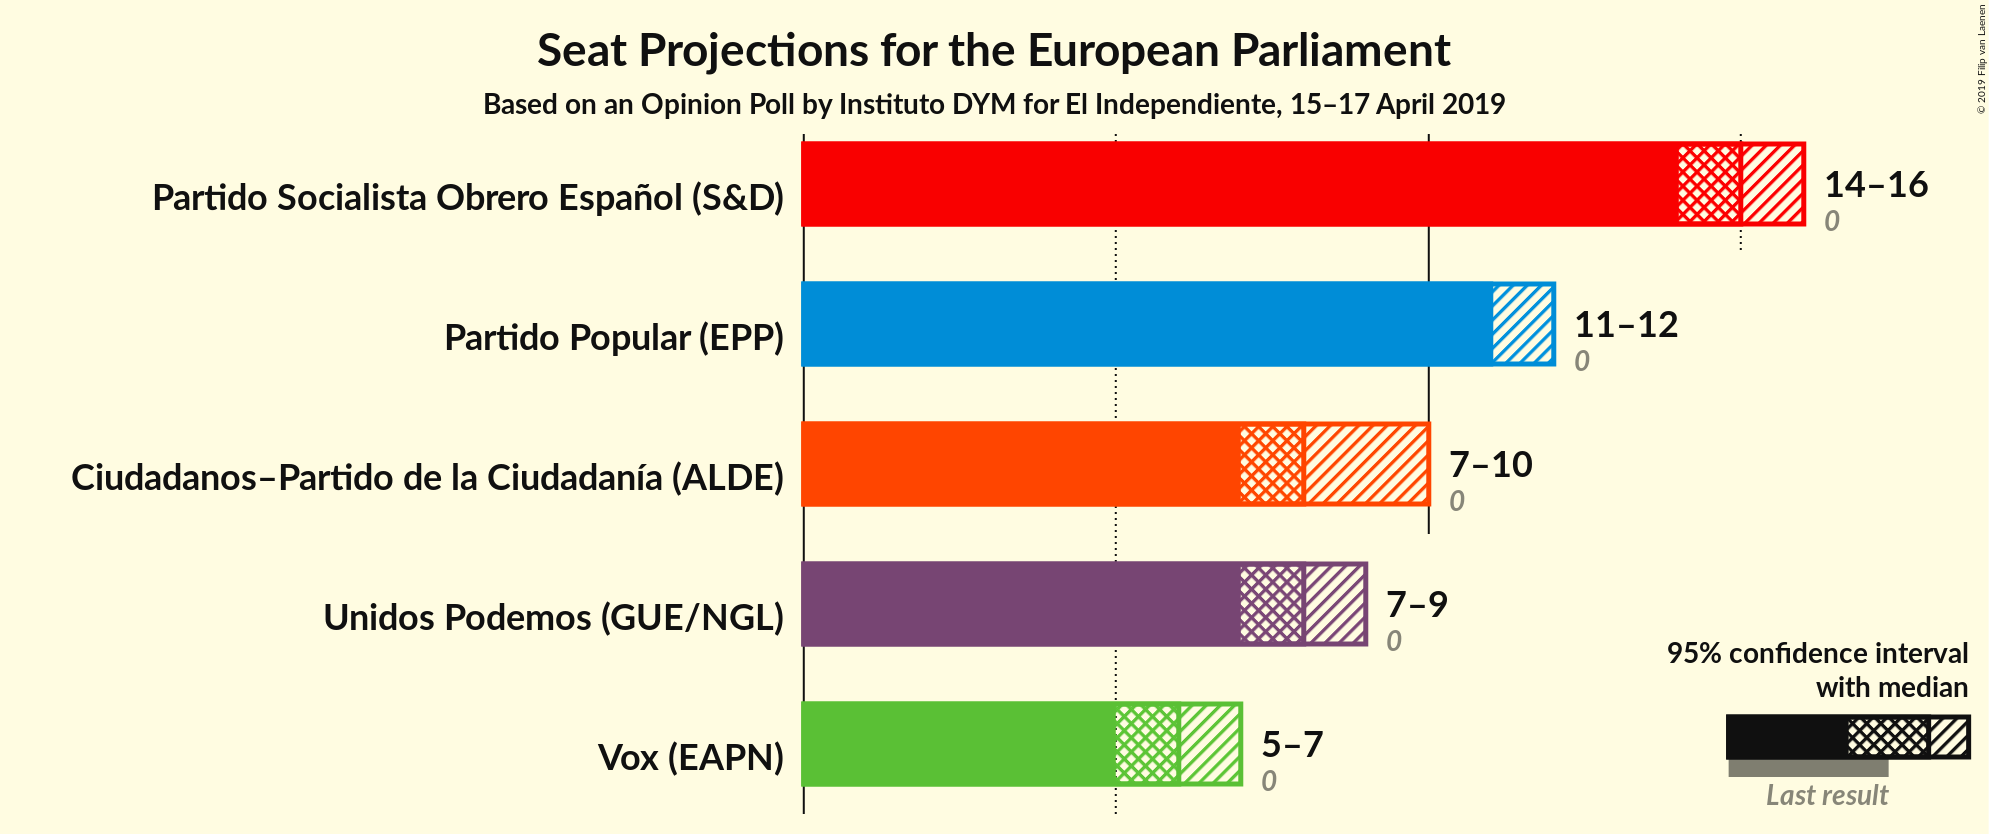 Seat Projections for the European Parliament
Based on an Opinion Poll by Instituto DYM for El Independiente, 15–17 April 2019
© 2019 Filip van Laenen
Partido Socialista Obrero Español (S&D)
14–16
0
Partido Popular (EPP)
11–12
0
Ciudadanos–Partido de la Ciudadanía (ALDE)
7–10
0
Unidos Podemos (GUE/NGL)
7–9
0
Vox (EAPN)
5–7
0
95% confidence interval
with median
Last result